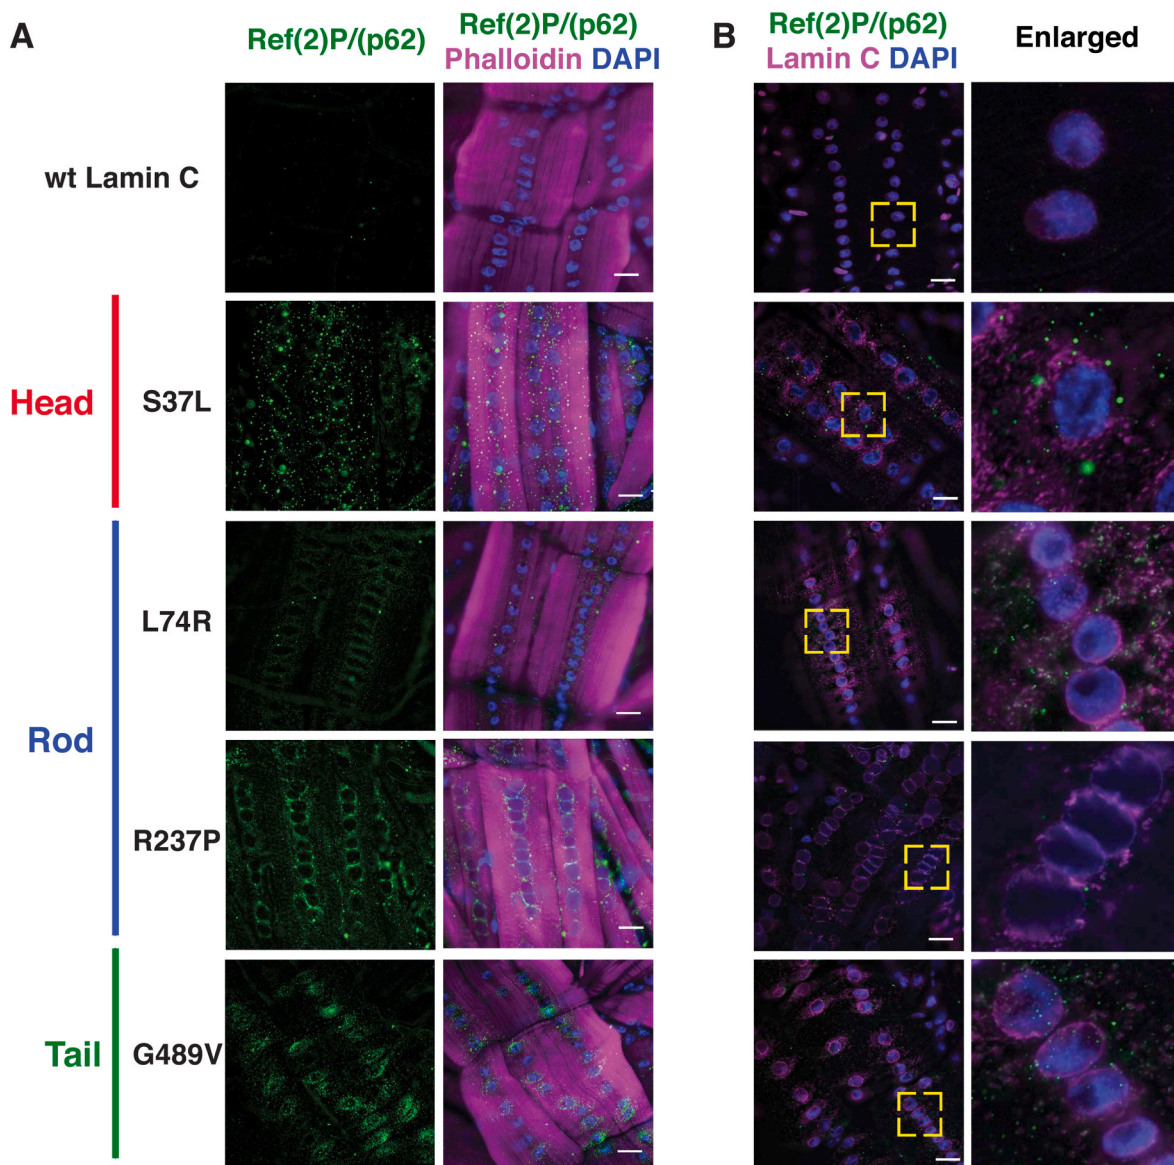 A
Ref(2)P/(p62)
Ref(2)P/(p62)
Phalloidin DAPI
B
Ref(2)P/(p62)
Lamin C DAPI
Enlarged
wt Lamin C
Head
S37L
Rod
L74R
R237P
Tail
G489V